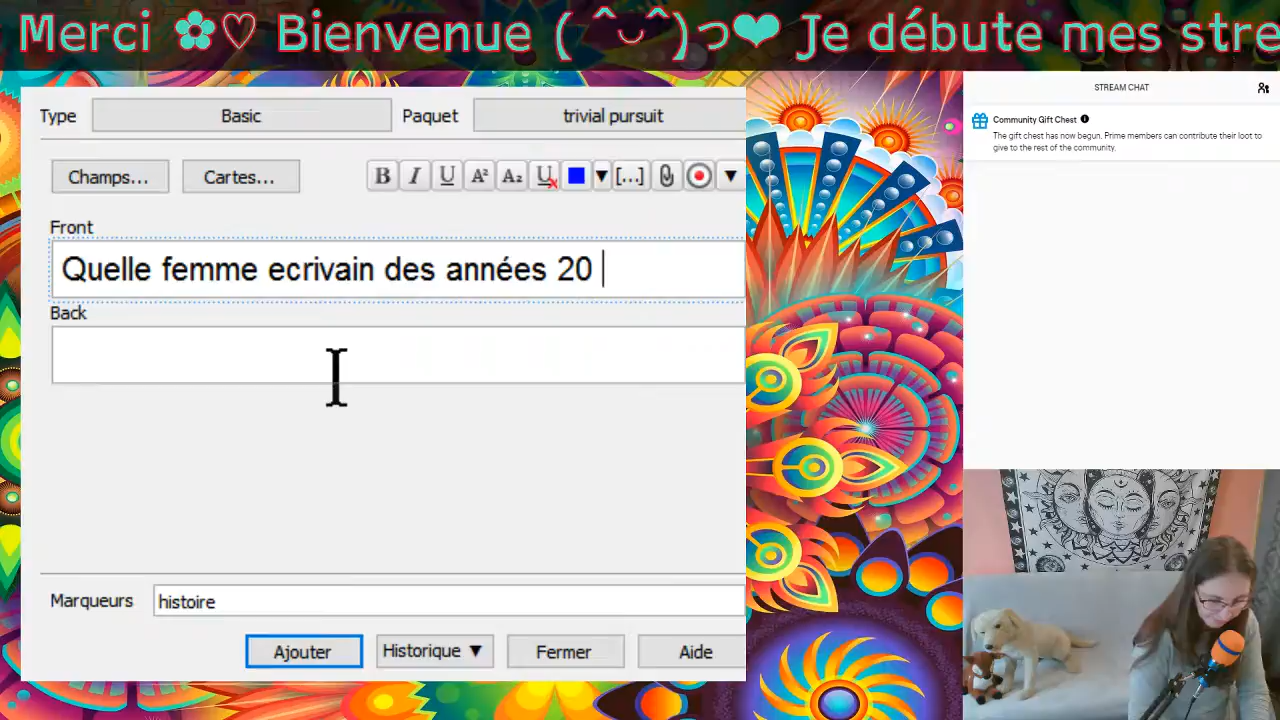 Merci ✿♡ Bienvenue ( ˆ ᴗ ˆ)っ❤ Je débute mes stre
Type Basic Paquet trivial pursuit
Champs... Cartes... B I U A² A₂ U [...]
Front
Quelle femme ecrivain des années 20
Back
Marqueurs histoire
Ajouter Historique ▼ Fermer Aide
STREAM CHAT
Community Gift Chest
The gift chest has now begun. Prime members can contribute their loot to
give to the rest of the community.